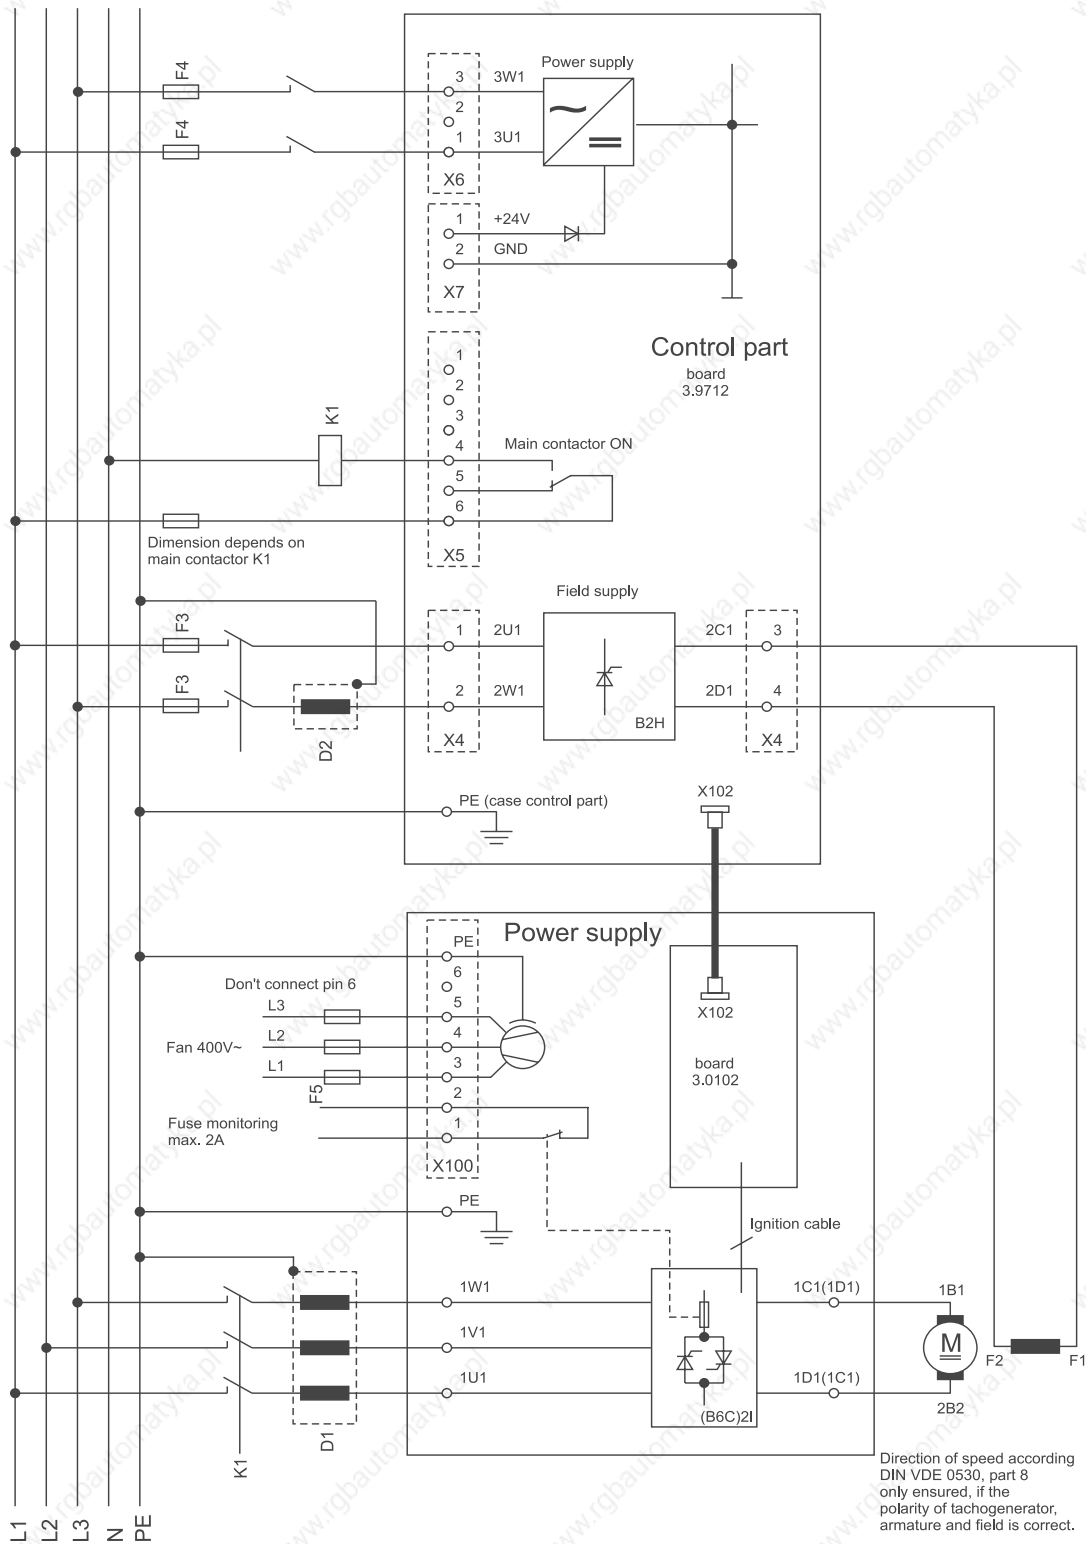 F4
3
3W1
Power supply
2
F4
1
3U1
X6
1
+24V
2
GND
X7
Control part
board
3.9712
1
2
3
K1
4
Main contactor ON
5
6
Dimension depends on
main contactor K1
X5
Field supply
F3
1
2U1
2C1
3
F3
2
2W1
2D1
4
B2H
D2
X4
X4
PE (case control part)
X102
Power supply
PE
6
Don't connect pin 6
L3
5
X102
L2
4
Fan 400V~
L1
3
board
3.0102
F5
2
Fuse monitoring
max. 2A
1
X100
PE
Ignition cable
1W1
1C1(1D1)
1B1
1V1
M
F2
F1
1U1
1D1(1C1)
2B2
(B6C)2I
D1
K1
Direction of speed according
DIN VDE 0530, part 8
only ensured, if the
polarity of tachogenerator,
armature and field is correct.
L1
L2
L3
N
PE
www.rgbautomatyka.pl